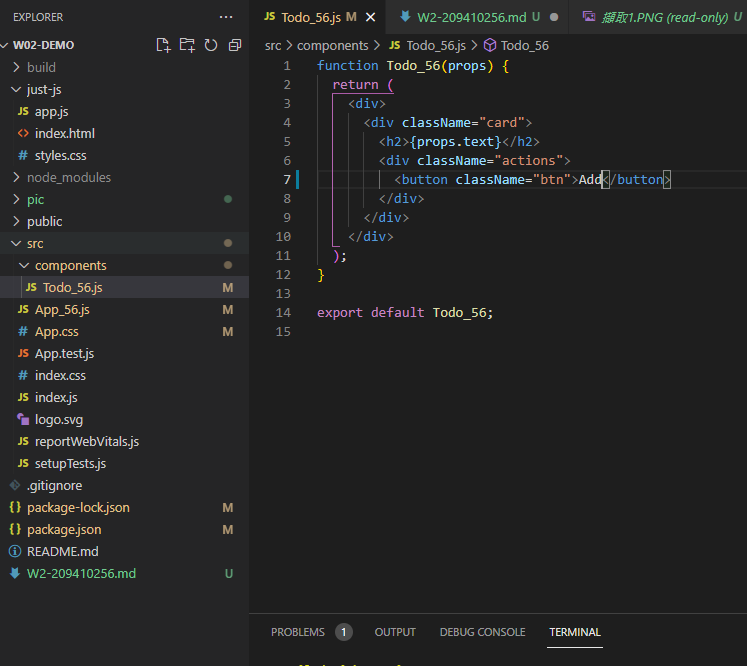 EXPLORER ...
W02-DEMO
build
just-js
JS app.js
<> index.html
# styles.css
node_modules
pic
public
src
components
JS Todo_56.js M
JS App_56.js M
# App.css M
JS App.test.js
# index.css
JS index.js
logo.svg
JS reportWebVitals.js
JS setupTests.js
.gitignore
{} package-lock.json M
{} package.json M
README.md
W2-209410256.md U
JS Todo_56.js M W2-209410256.md U 擷取1.PNG (read-only) U
src > components > JS Todo_56.js > Todo_56
1 function Todo_56(props) {
2 return (
3 <div>
4 <div className="card">
5 <h2>{props.text}</h2>
6 <div className="actions">
7 <button className="btn">Add</button>
8 </div>
9 </div>
10 </div>
11 );
12 }
13
14 export default Todo_56;
15
PROBLEMS 1 OUTPUT DEBUG CONSOLE TERMINAL